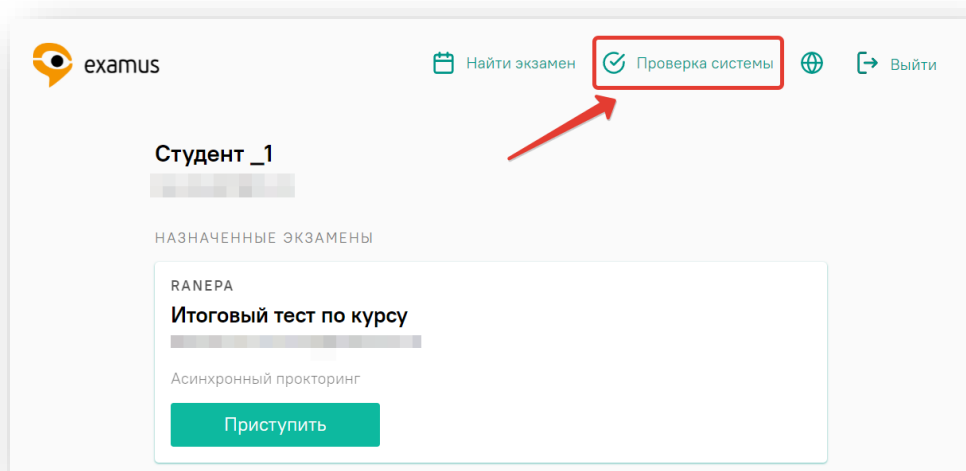 examus
Найти экзамен
Проверка системы
Выйти
Студент _1
НАЗНАЧЕННЫЕ ЭКЗАМЕНЫ
RANEPA
Итоговый тест по курсу
Асинхронный прокторинг
Приступить